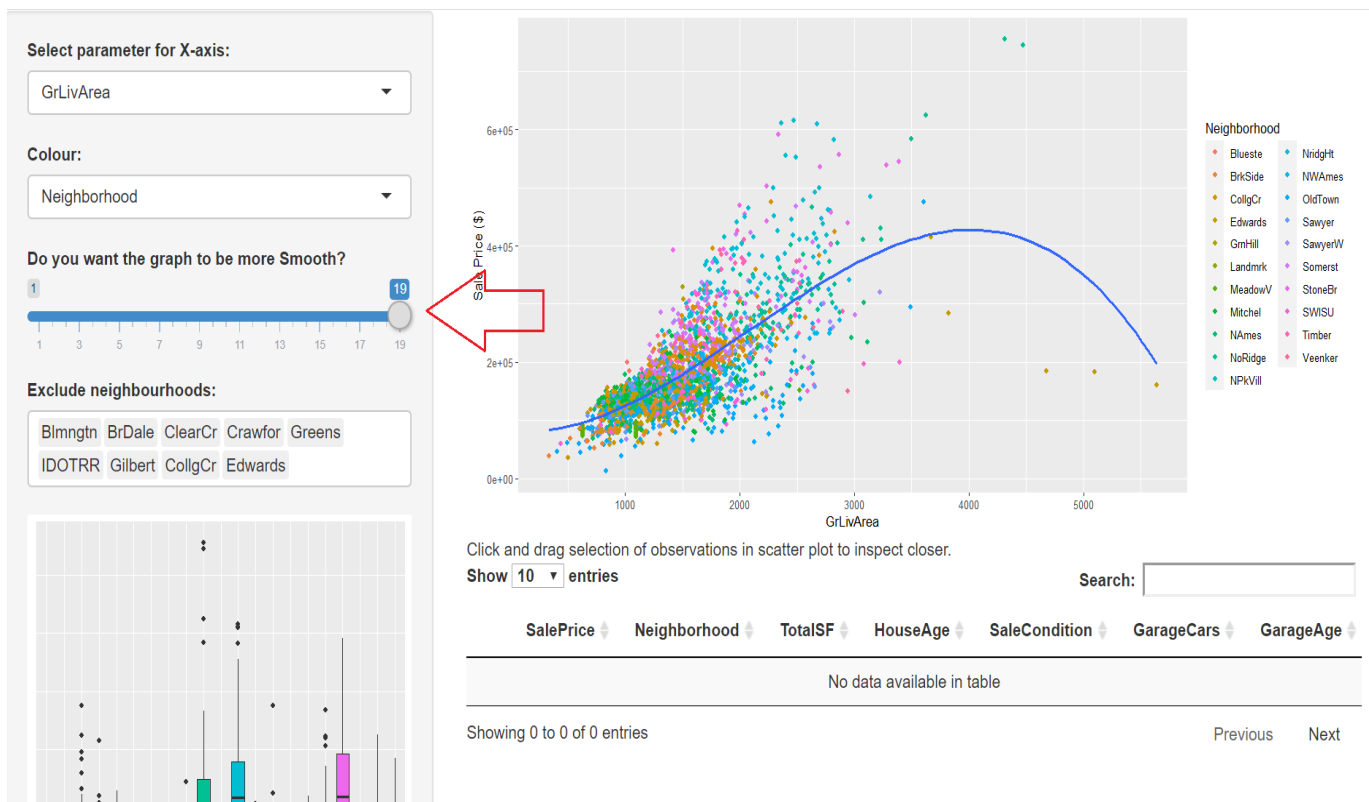 Select parameter for X-axis:
GrLivArea
Colour:
Neighborhood
Do you want the graph to be more Smooth?
1 19
1 3 5 7 9 11 13 15 17 19
Exclude neighbourhoods:
Blmngtn BrDale ClearCr Crawfor Greens
IDOTRR Gilbert CollgCr Edwards
Sale Price ($)
6e+05
4e+05
2e+05
0e+00
1000 2000 3000 4000 5000
GrLivArea
Neighborhood
Blueste NridgHt
BrkSide NWAmes
CollgCr OldTown
Edwards Sawyer
GrnHill SawyerW
Landmrk Somerst
MeadowV StoneBr
Mitchel SWISU
NAmes Timber
NoRidge Veenker
NPkVill
Click and drag selection of observations in scatter plot to inspect closer.
Show 10 entries Search:
SalePrice Neighborhood TotalSF HouseAge SaleCondition GarageCars GarageAge
No data available in table
Showing 0 to 0 of 0 entries Previous Next